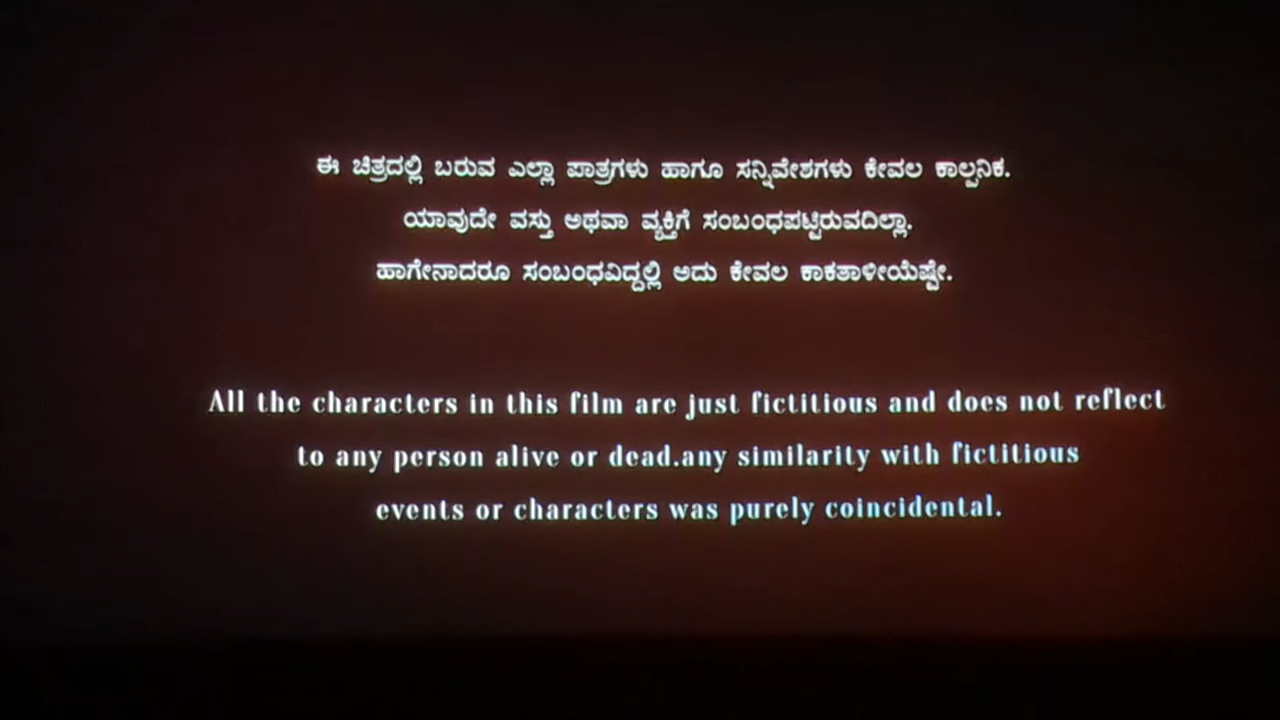 ಈ ಚಿತ್ರದಲ್ಲಿ ಬರುವ ಎಲ್ಲಾ ಪಾತ್ರಗಳು ಹಾಗೂ ಸನ್ನಿವೇಶಗಳು ಕೇವಲ ಕಾಲ್ಪನಿಕ.
ಯಾವುದೇ ವಸ್ತು ಅಥವಾ ವ್ಯಕ್ತಿಗೆ ಸಂಬಂಧಪಟ್ಟಿರುವದಿಲ್ಲಾ.
ಹಾಗೇನಾದರೂ ಸಂಬಂಧವಿದ್ದಲ್ಲಿ ಅದು ಕೇವಲ ಕಾಕತಾಳೀಯೆಷ್ಟೇ.
All the characters in this film are just fictitious and does not reflect
to any person alive or dead.any similarity with fictitious
events or characters was purely coincidental.